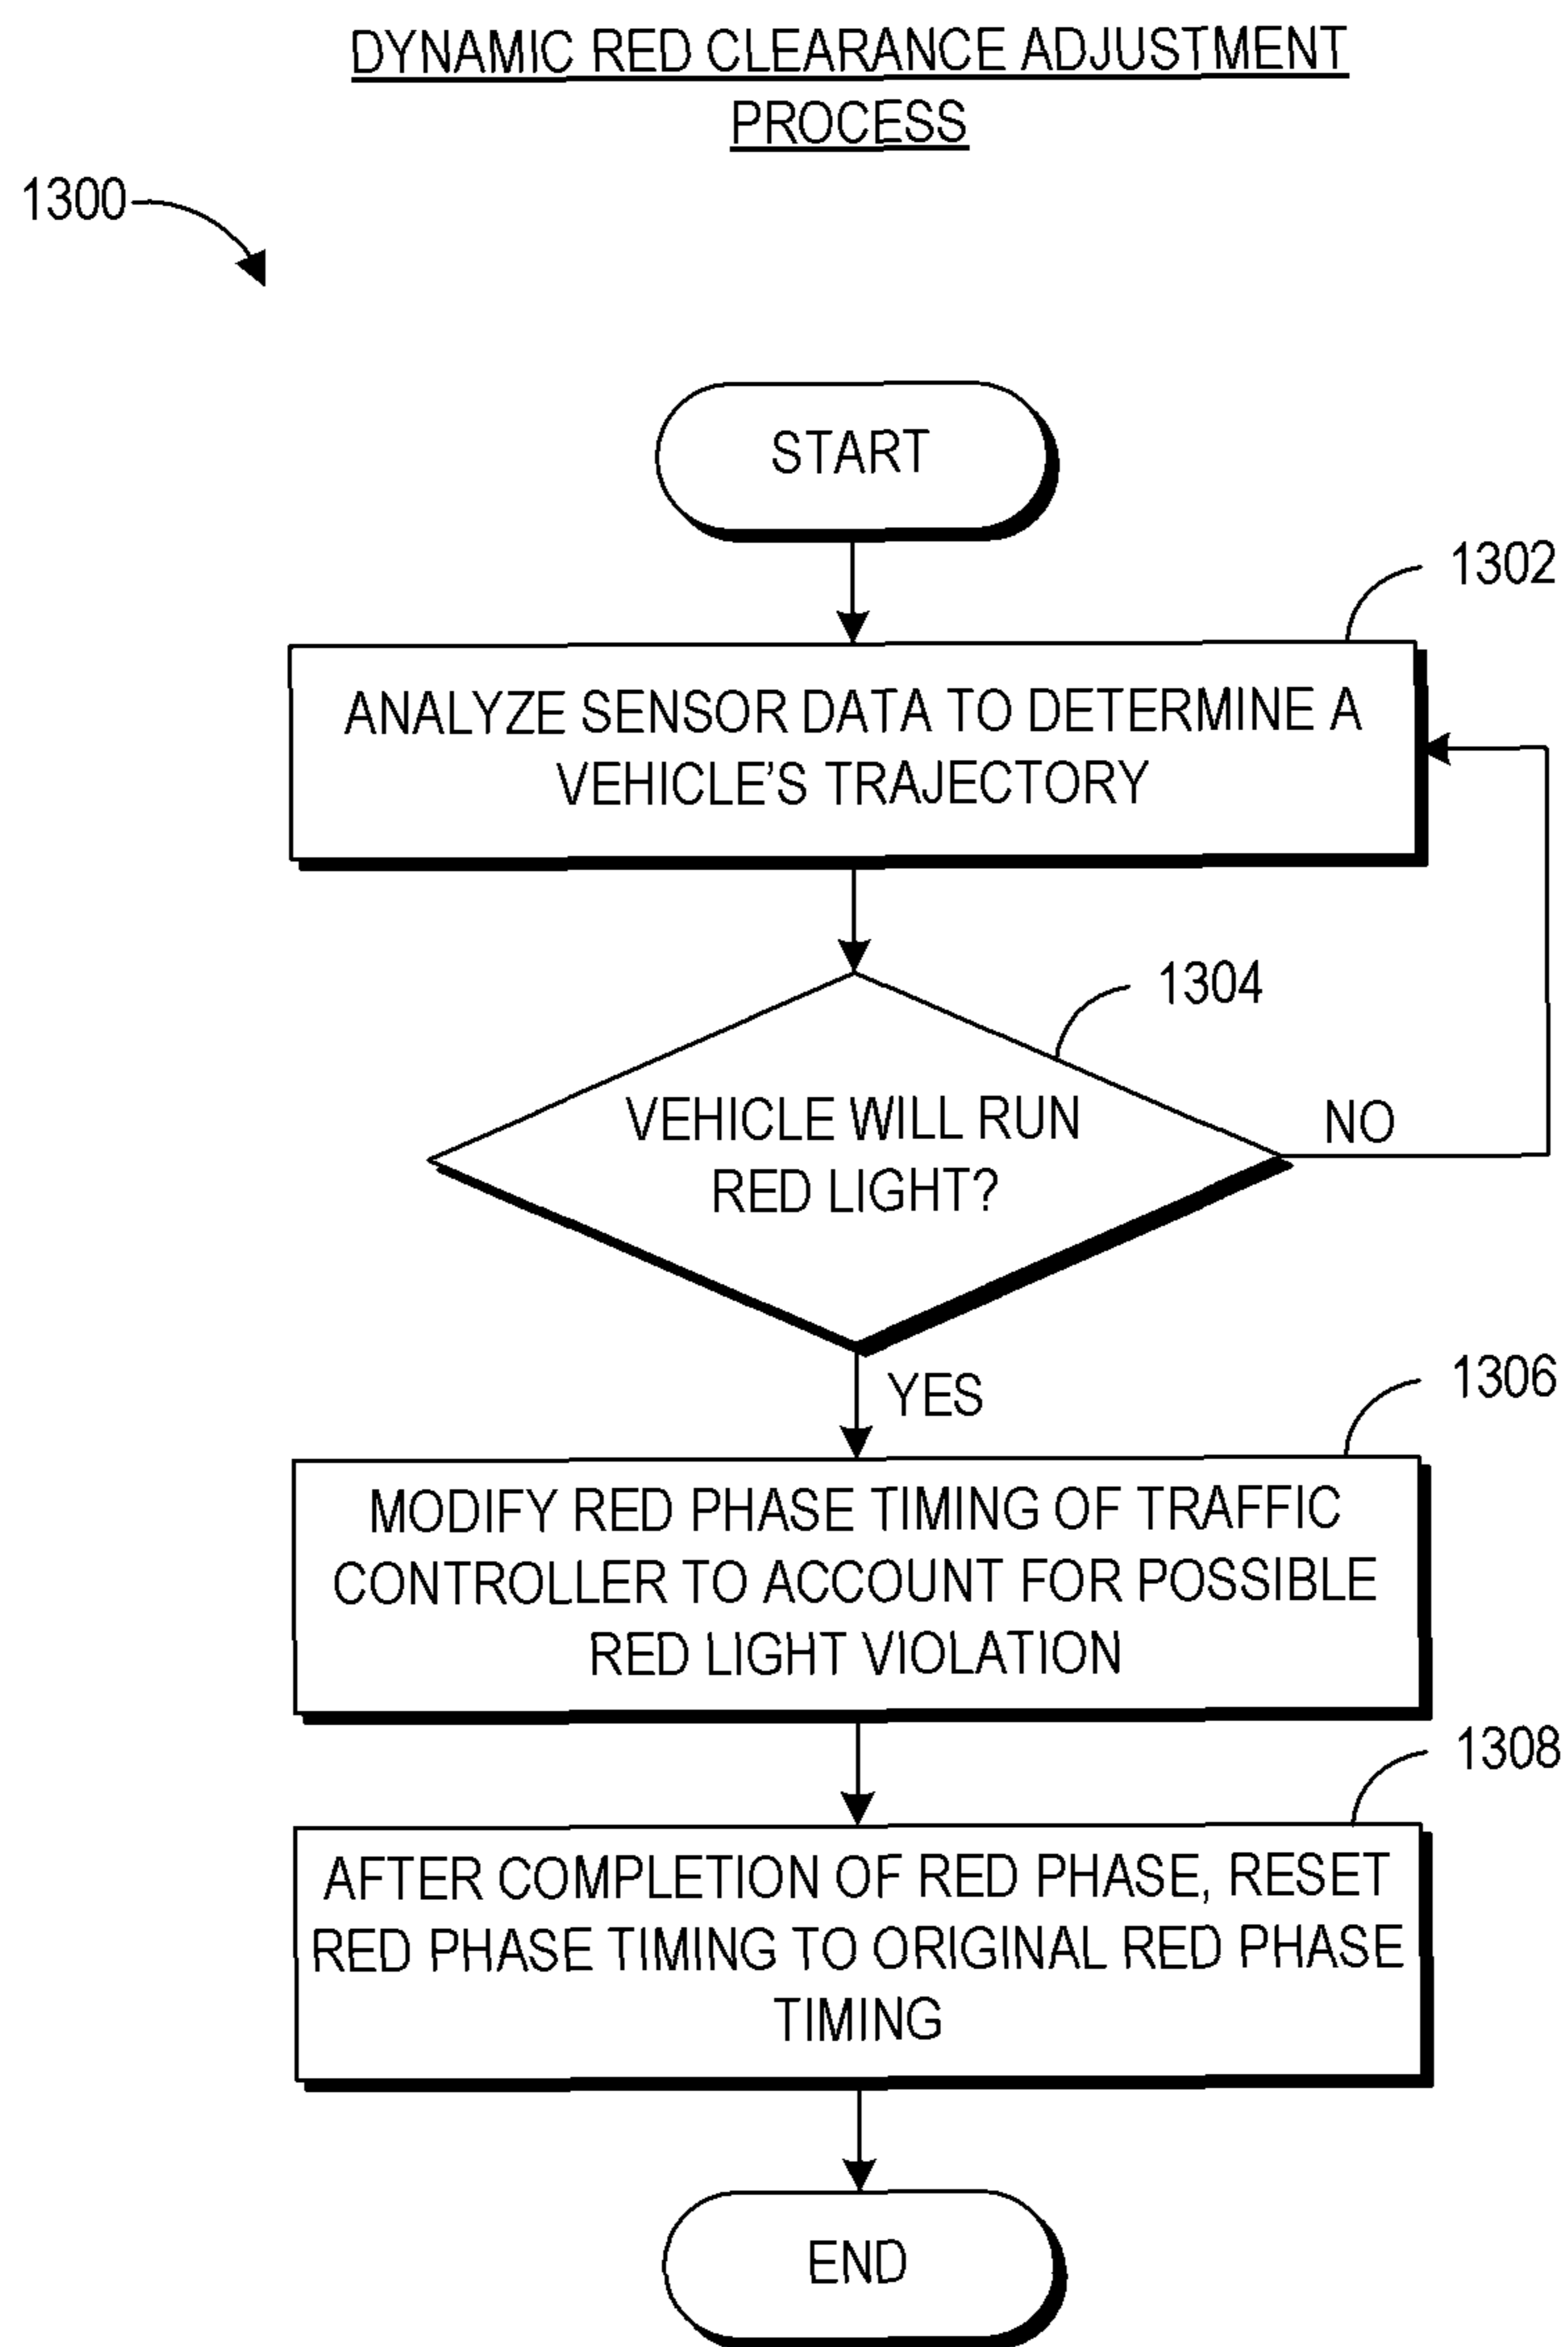 DYNAMIC RED CLEARANCE ADJUSTMENT
PROCESS
1300
START
1302
ANALYZE SENSOR DATA TO DETERMINE A
VEHICLE'S TRAJECTORY
1304
VEHICLE WILL RUN
RED LIGHT?
NO
YES
1306
MODIFY RED PHASE TIMING OF TRAFFIC
CONTROLLER TO ACCOUNT FOR POSSIBLE
RED LIGHT VIOLATION
1308
AFTER COMPLETION OF RED PHASE, RESET
RED PHASE TIMING TO ORIGINAL RED PHASE
TIMING
END